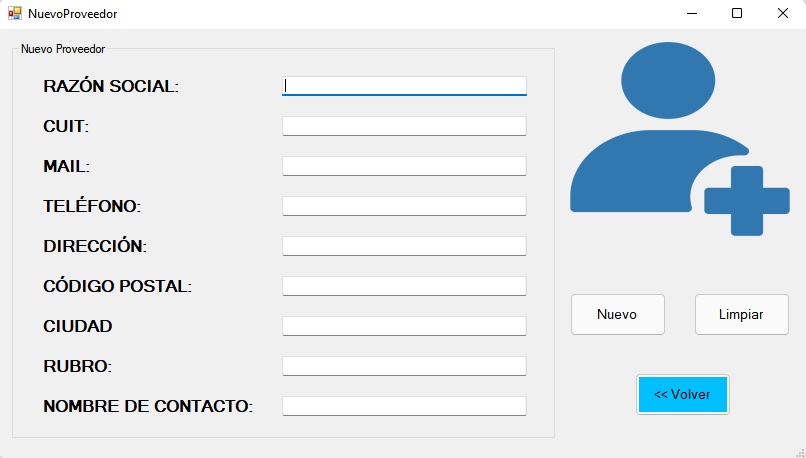 NuevoProveedor
Nuevo Proveedor
RAZÓN SOCIAL:
CUIT:
MAIL:
TELÉFONO:
DIRECCIÓN:
CÓDIGO POSTAL:
CIUDAD
RUBRO:
NOMBRE DE CONTACTO:
Nuevo
Limpiar
<< Volver